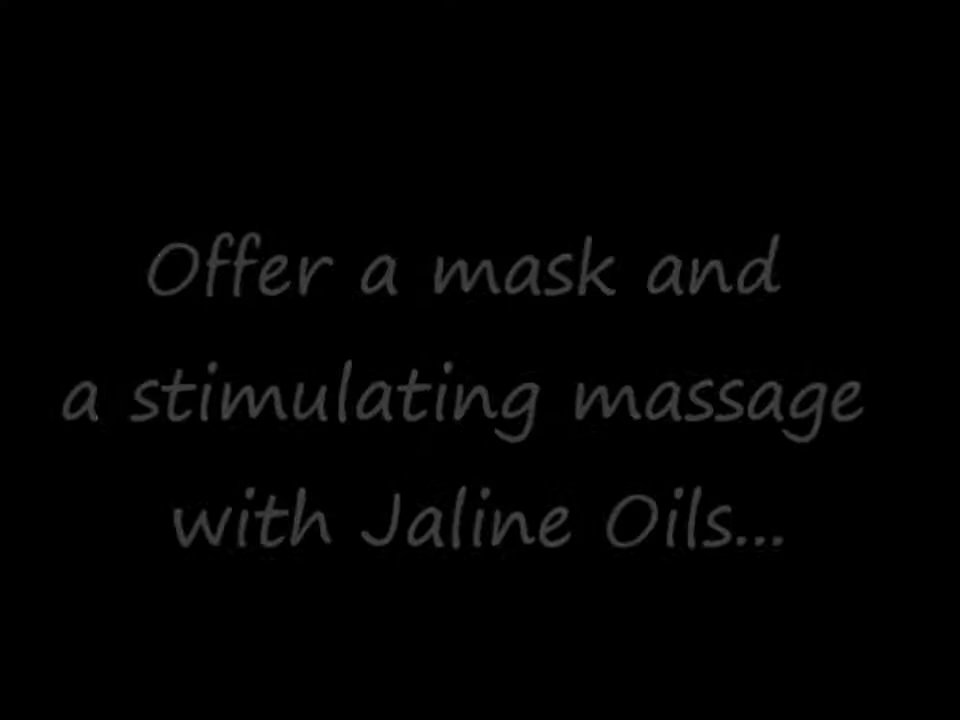 Offer a mask and
a stimulating massage
with Jaline Oils...